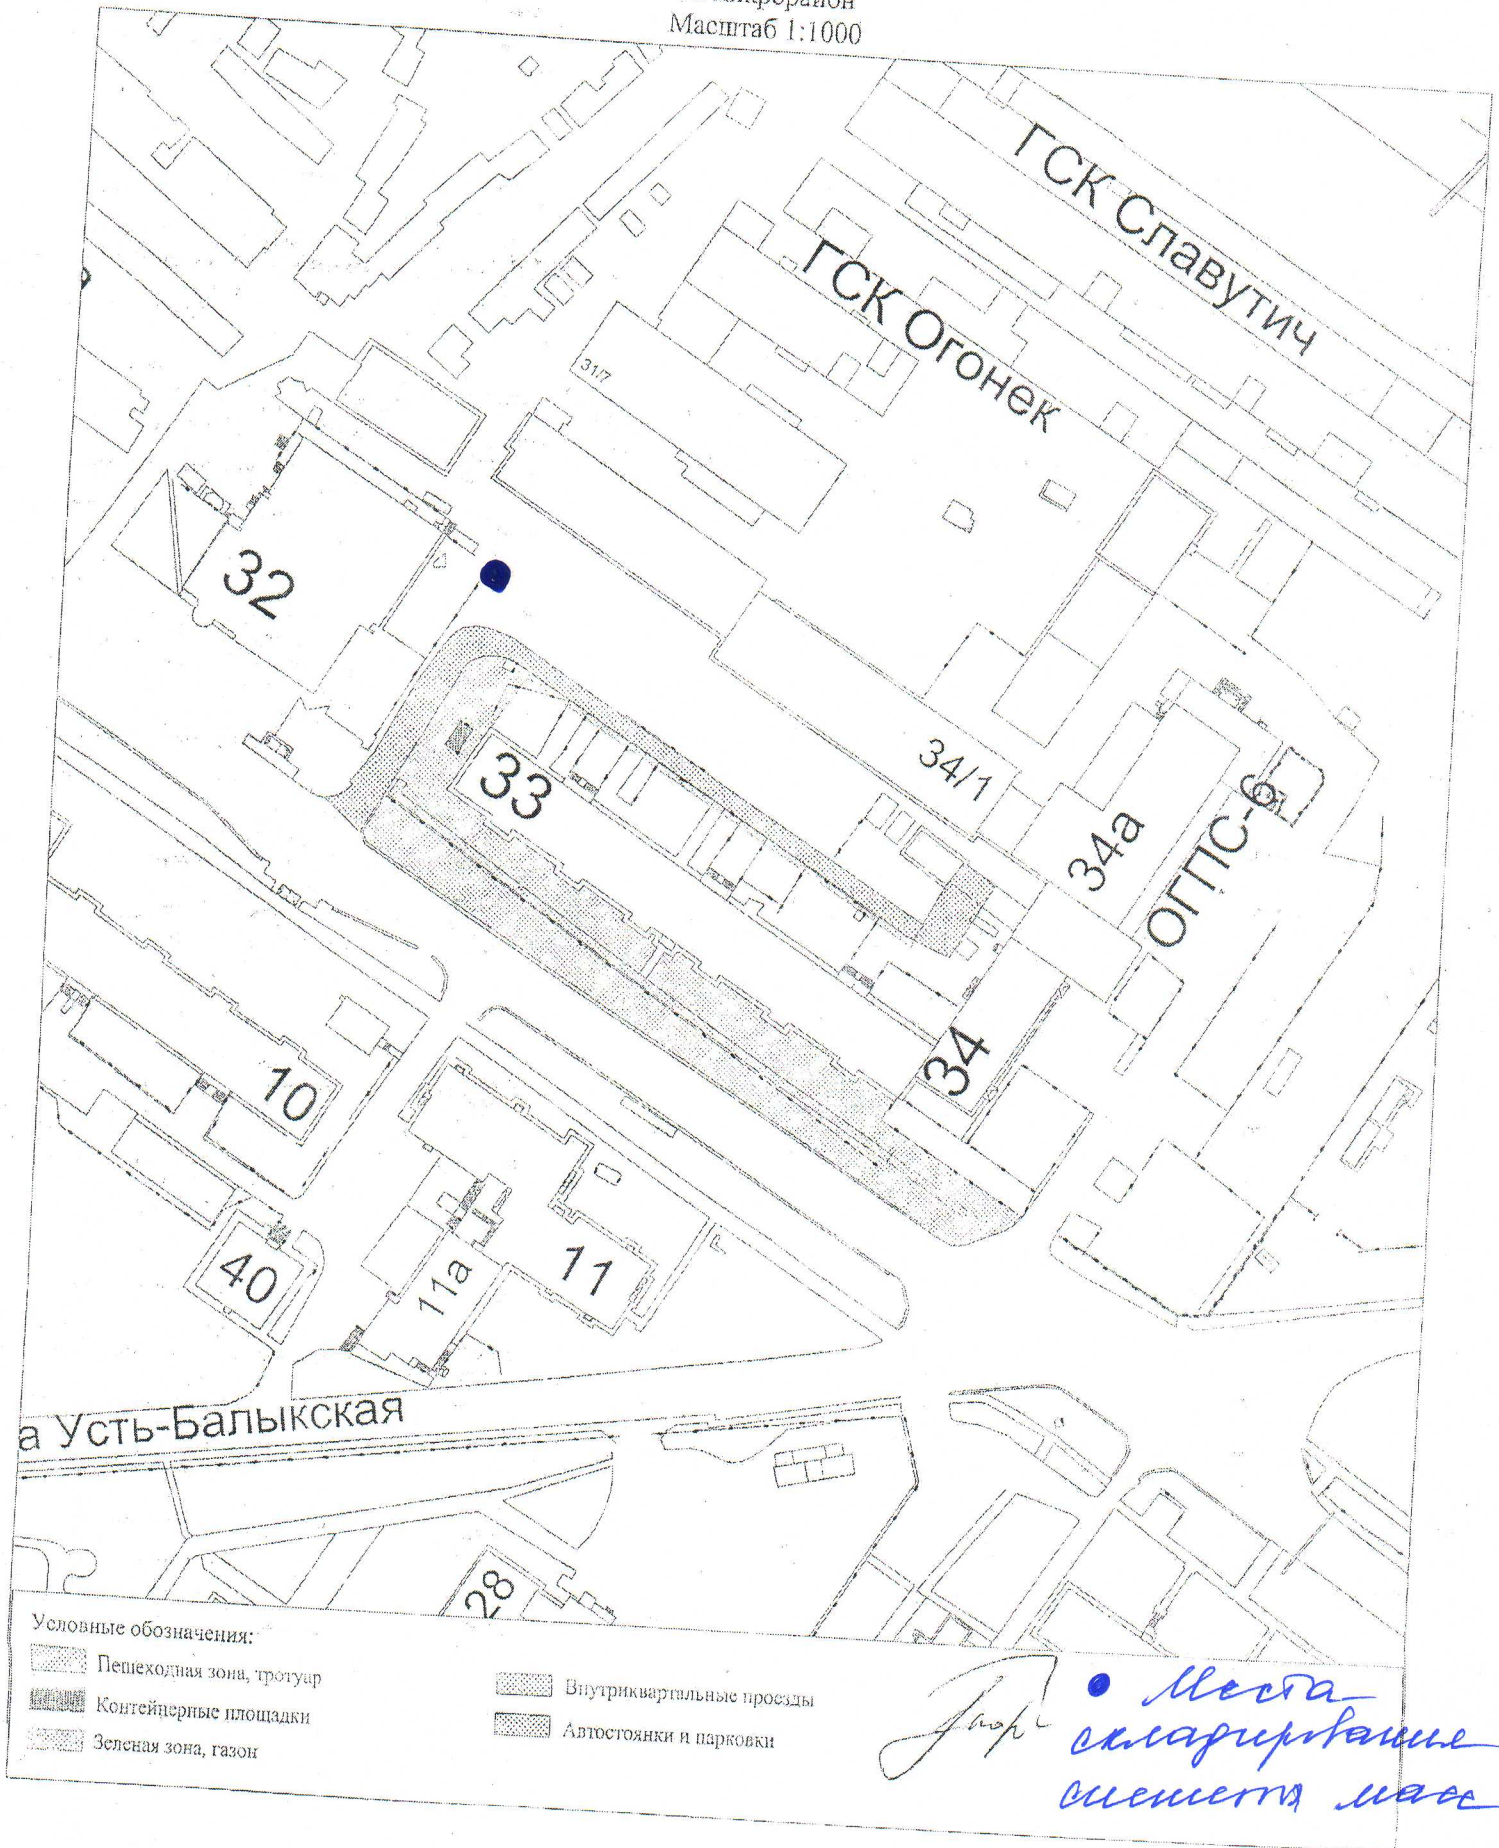 Масштаб 1:1000
ГСК Славутич
ГСК Огонек
31/7
32
33
34/1
34а
ОГПС-6
34
10
40
11а
11
а Усть-Балыкская
28
Условные обозначения:
Пешеходная зона, тротуар
Контейнерные площадки
Зеленая зона, газон
Внутриквартальные проезды
Автостоянки и парковки
Места
складирования
масс